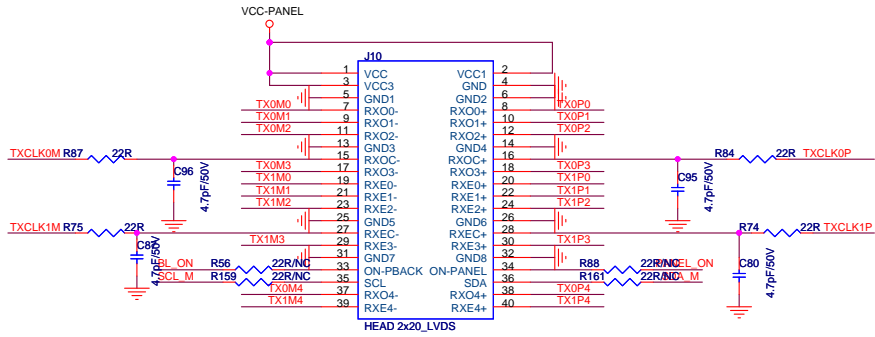 VCC-PANEL
J10
1 VCC VCC1 2
3 VCC3 GND 4
5 GND1 GND2 6
TX0M0 7 RXO0- RXO0+ 8 TX0P0
TX0M1 9 RXO1- RXO1+ 10 TX0P1
TX0M2 11 RXO2- RXO2+ 12 TX0P2
13 GND3 GND4 14
TXCLK0M R87 22R 15 RXOC- RXOC+ 16 R84 22R TXCLK0P
TX0M3 17 RXO3- RXO3+ 18 TX0P3
C96 4.7pF/50V
C95 4.7pF/50V
TX1M0 19 RXE0- RXE0+ 20 TX1P0
TX1M1 21 RXE1- RXE1+ 22 TX1P1
TX1M2 23 RXE2- RXE2+ 24 TX1P2
25 GND5 GND6 26
TXCLK1M R75 22R 27 RXEC- RXEC+ 28 R74 22R TXCLK1P
TX1M3 29 RXE3- RXE3+ 30 TX1P3
C87 4.7pF/50V
C80 4.7pF/50V
31 GND7 GND8 32
BL_ON R56 22R/NC 33 ON-PBACK ON-PANEL 34 R88 22R/NC
SCL_M R159 22R/NC 35 SCL SDA 36 R161 22R/NC
TX0M4 37 RXO4- RXO4+ 38 TX0P4
TX1M4 39 RXE4- RXE4+ 40 TX1P4
HEAD 2x20_LVDS